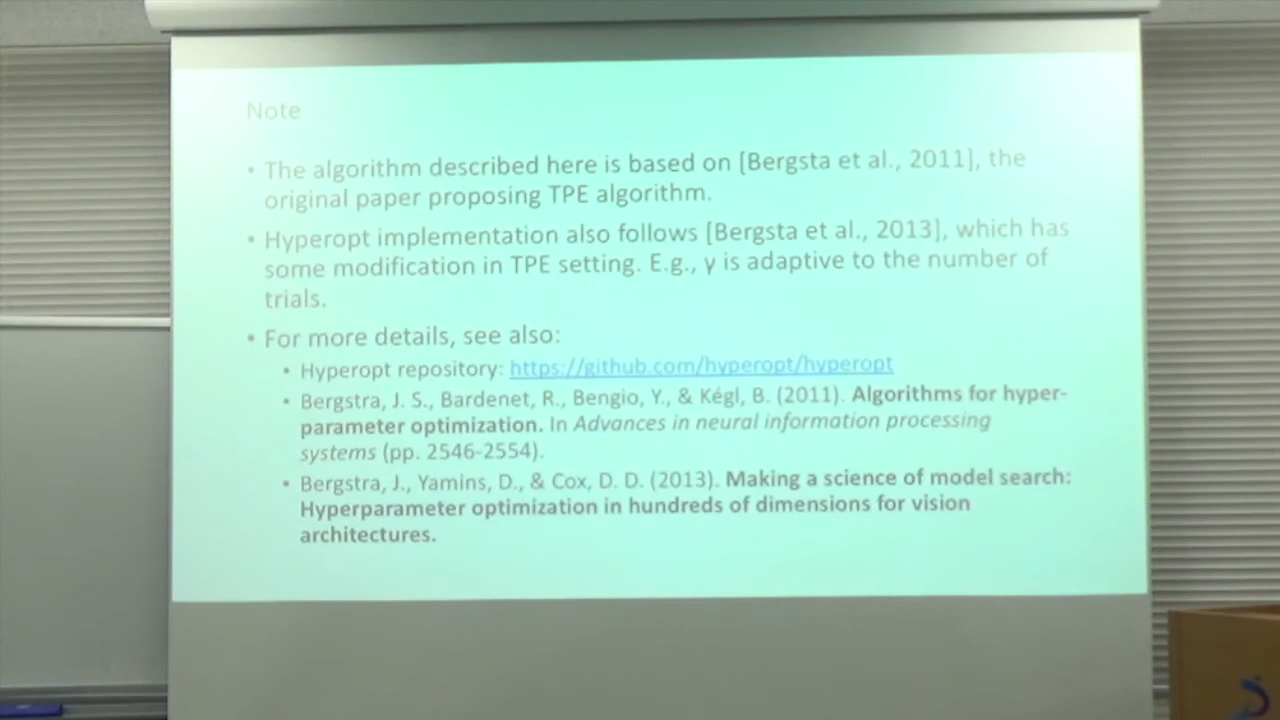 Note
• The algorithm described here is based on [Bergsta et al., 2011], the
original paper proposing TPE algorithm.
• Hyperopt implementation also follows [Bergsta et al., 2013], which has
some modification in TPE setting. E.g., γ is adaptive to the number of
trials.
• For more details, see also:
• Hyperopt repository: https://github.com/hyperopt/hyperopt
• Bergstra, J. S., Bardenet, R., Bengio, Y., & Kégl, B. (2011). Algorithms for hyper-
parameter optimization. In Advances in neural information processing
systems (pp. 2546-2554).
• Bergstra, J., Yamins, D., & Cox, D. D. (2013). Making a science of model search:
Hyperparameter optimization in hundreds of dimensions for vision
architectures.